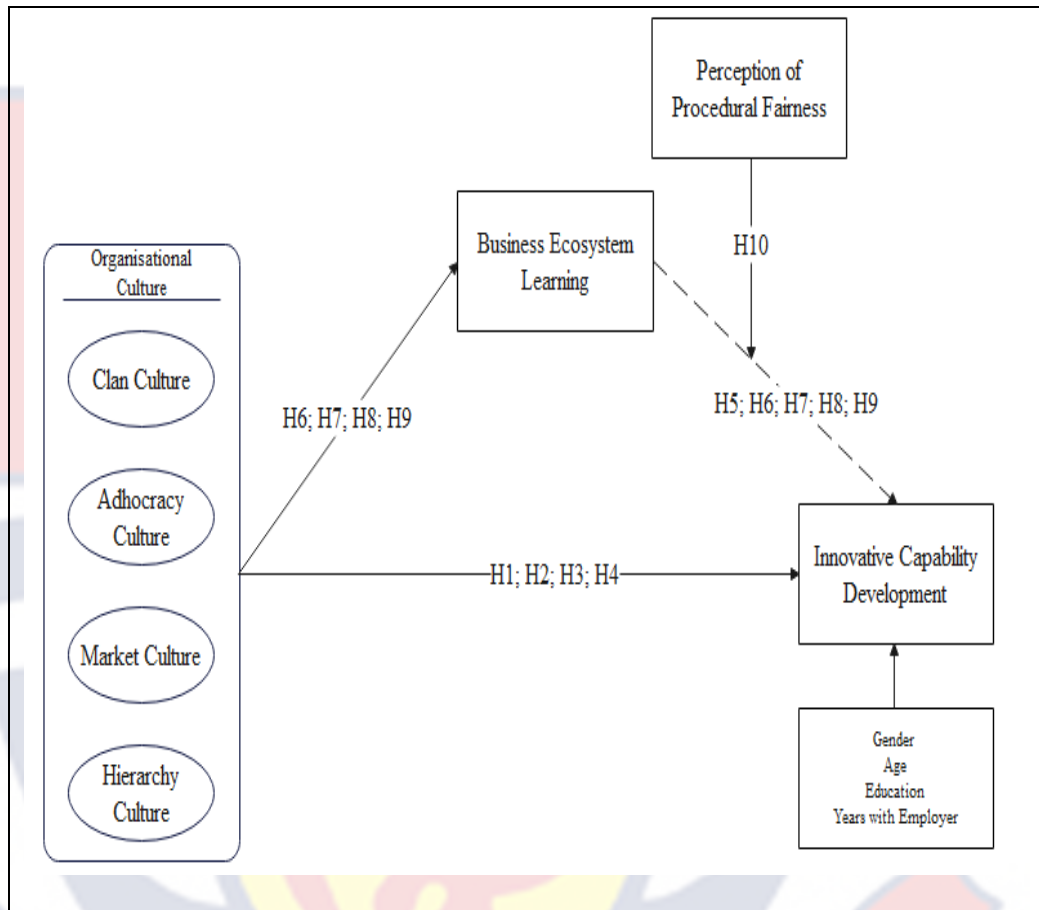 Perception of
Procedural Fairness
H10
Business Ecosystem
Learning
Organisational
Culture
Clan Culture
Adhocracy
Culture
Market Culture
Hierarchy
Culture
H6; H7; H8; H9
H5; H6; H7; H8; H9
H1; H2; H3; H4
Innovative Capability
Development
Gender
Age
Education
Years with Employer